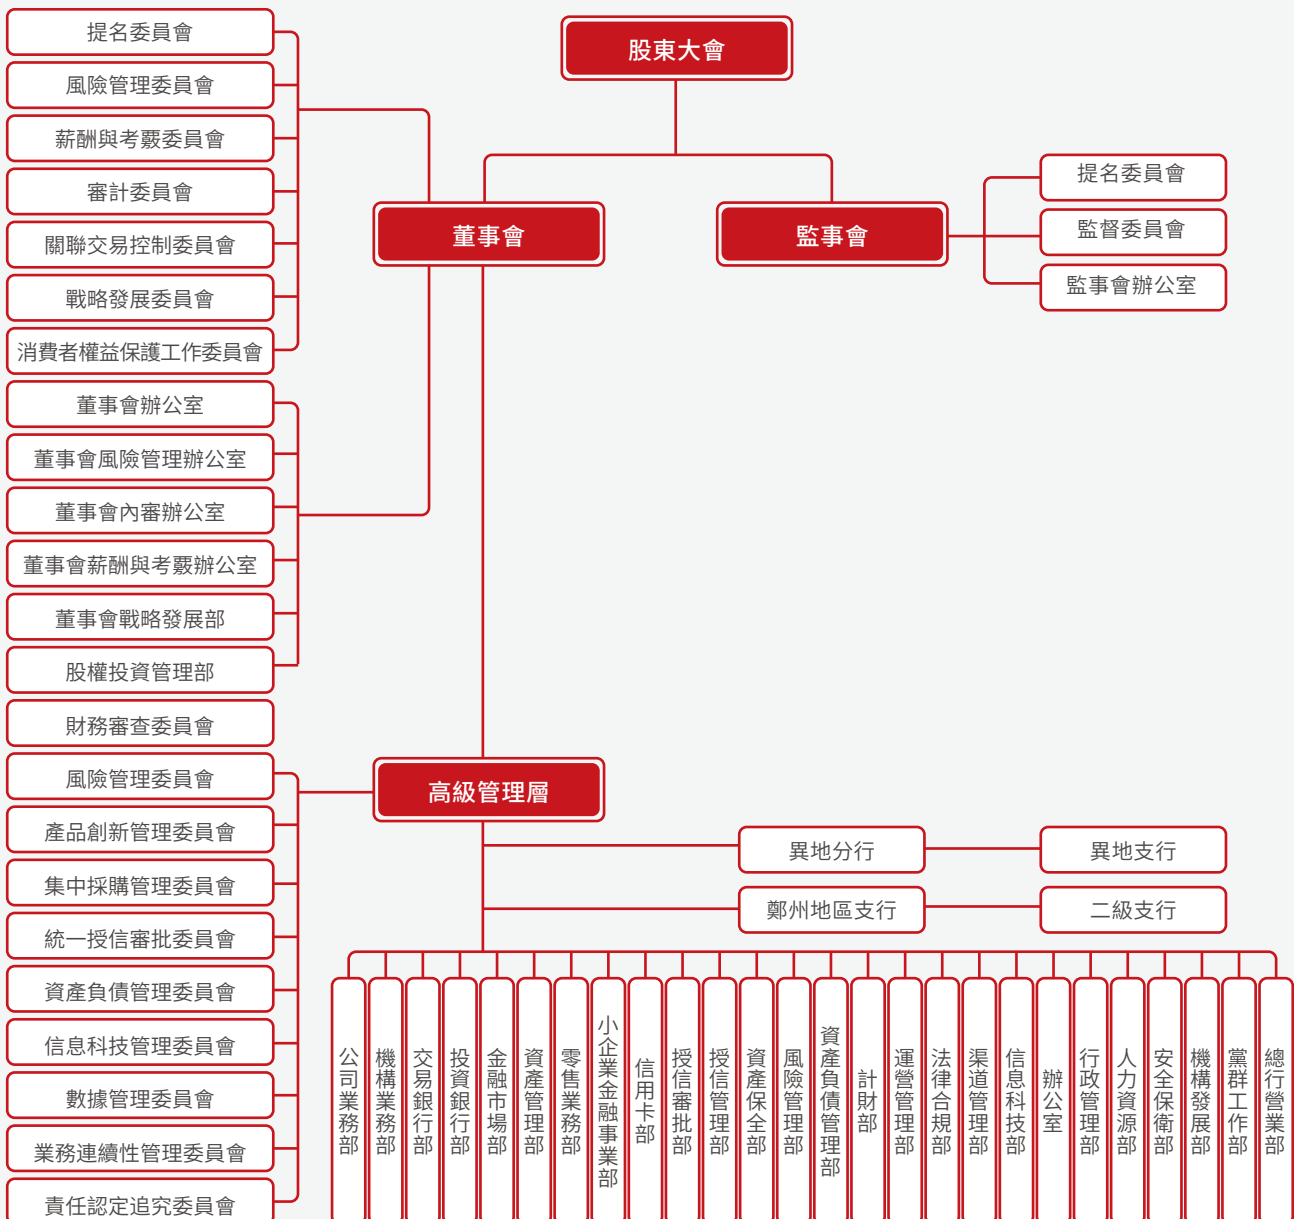 股東大會
董事會
監事會
提名委員會
監督委員會
監事會辦公室
提名委員會
風險管理委員會
薪酬與考覈委員會
審計委員會
關聯交易控制委員會
戰略發展委員會
消費者權益保護工作委員會
董事會辦公室
董事會風險管理辦公室
董事會內審辦公室
董事會薪酬與考覈辦公室
董事會戰略發展部
股權投資管理部
高級管理層
財務審查委員會
風險管理委員會
產品創新管理委員會
集中採購管理委員會
統一授信審批委員會
資產負債管理委員會
信息科技管理委員會
數據管理委員會
業務連續性管理委員會
責任認定追究委員會
異地分行
異地支行
鄭州地區支行
二級支行
公司業務部
機構業務部
交易銀行部
投資銀行部
金融市場部
資產管理部
零售業務部
小企業金融事業部
信用卡部
授信審批部
授信管理部
資產保全部
風險管理部
資產負債管理部
計財部
運營管理部
法律合規部
渠道管理部
信息科技部
辦公室
行政管理部
人力資源部
安全保衛部
機構發展部
黨群工作部
總行營業部